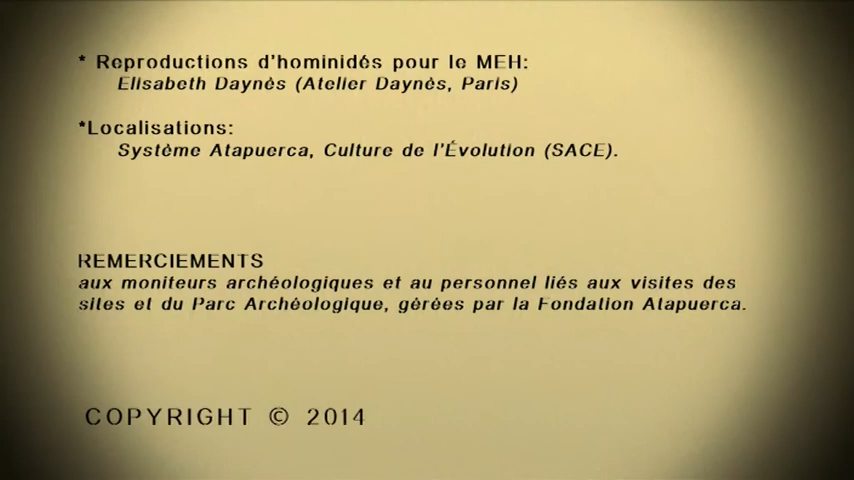 * Reproductions d'hominidés pour le MEH:
Elisabeth Daynès (Atelier Daynès, Paris)
*Localisations:
Système Atapuerca, Culture de l'Évolution (SACE).
REMERCIEMENTS
aux moniteurs archéologiques et au personnel liés aux visites des
sites et du Parc Archéologique, gérées par la Fondation Atapuerca.
COPYRIGHT © 2014